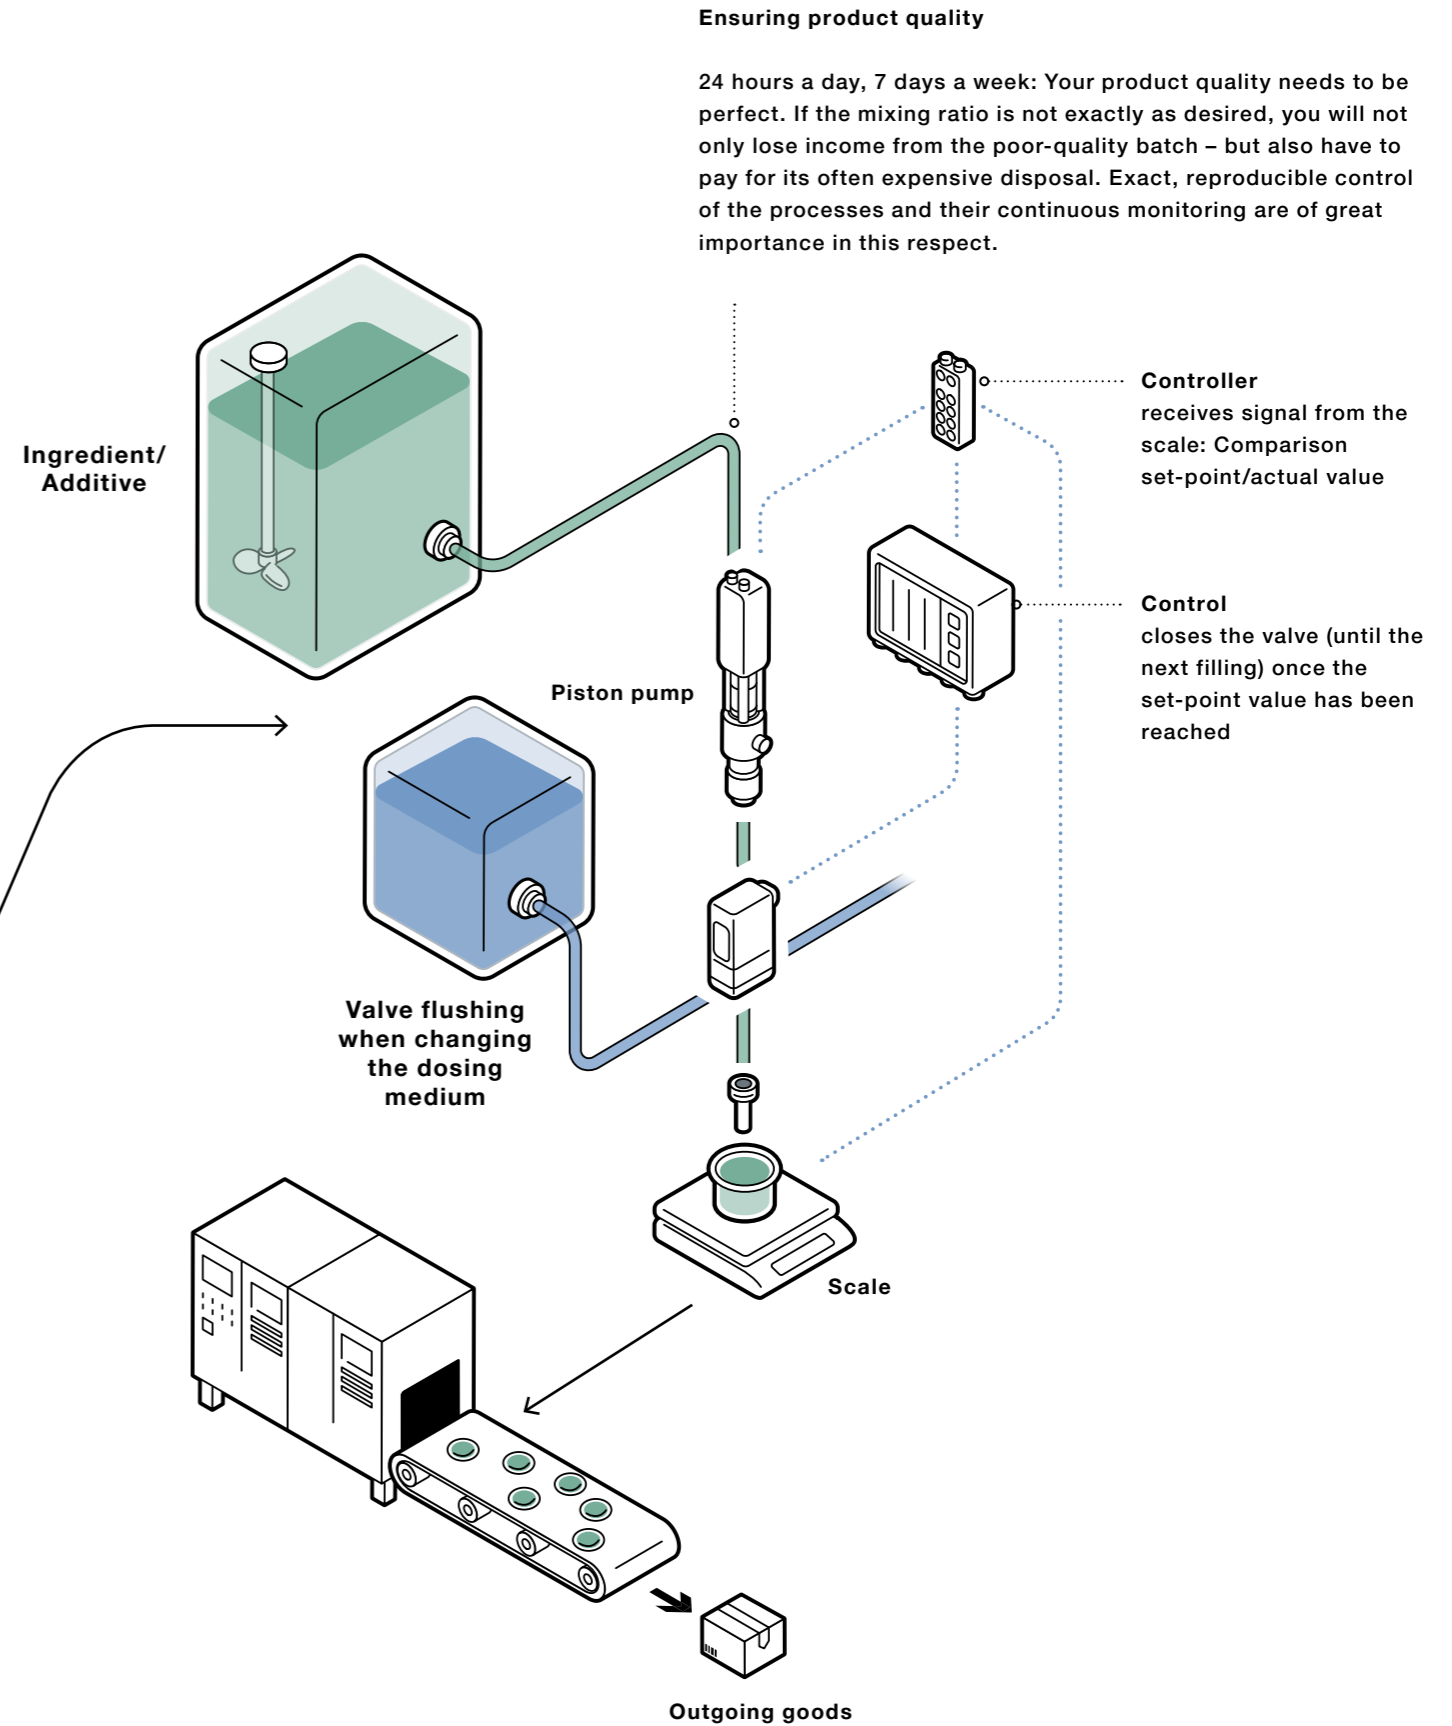 Ensuring product quality
24 hours a day, 7 days a week: Your product quality needs to be
perfect. If the mixing ratio is not exactly as desired, you will not
only lose income from the poor-quality batch – but also have to
pay for its often expensive disposal. Exact, reproducible control
of the processes and their continuous monitoring are of great
importance in this respect.
Controller
receives signal from the
scale: Comparison
set-point/actual value
Ingredient/
Additive
Control
closes the valve (until the
next filling) once the
set-point value has been
reached
Piston pump
Valve flushing
when changing
the dosing
medium
Scale
Outgoing goods